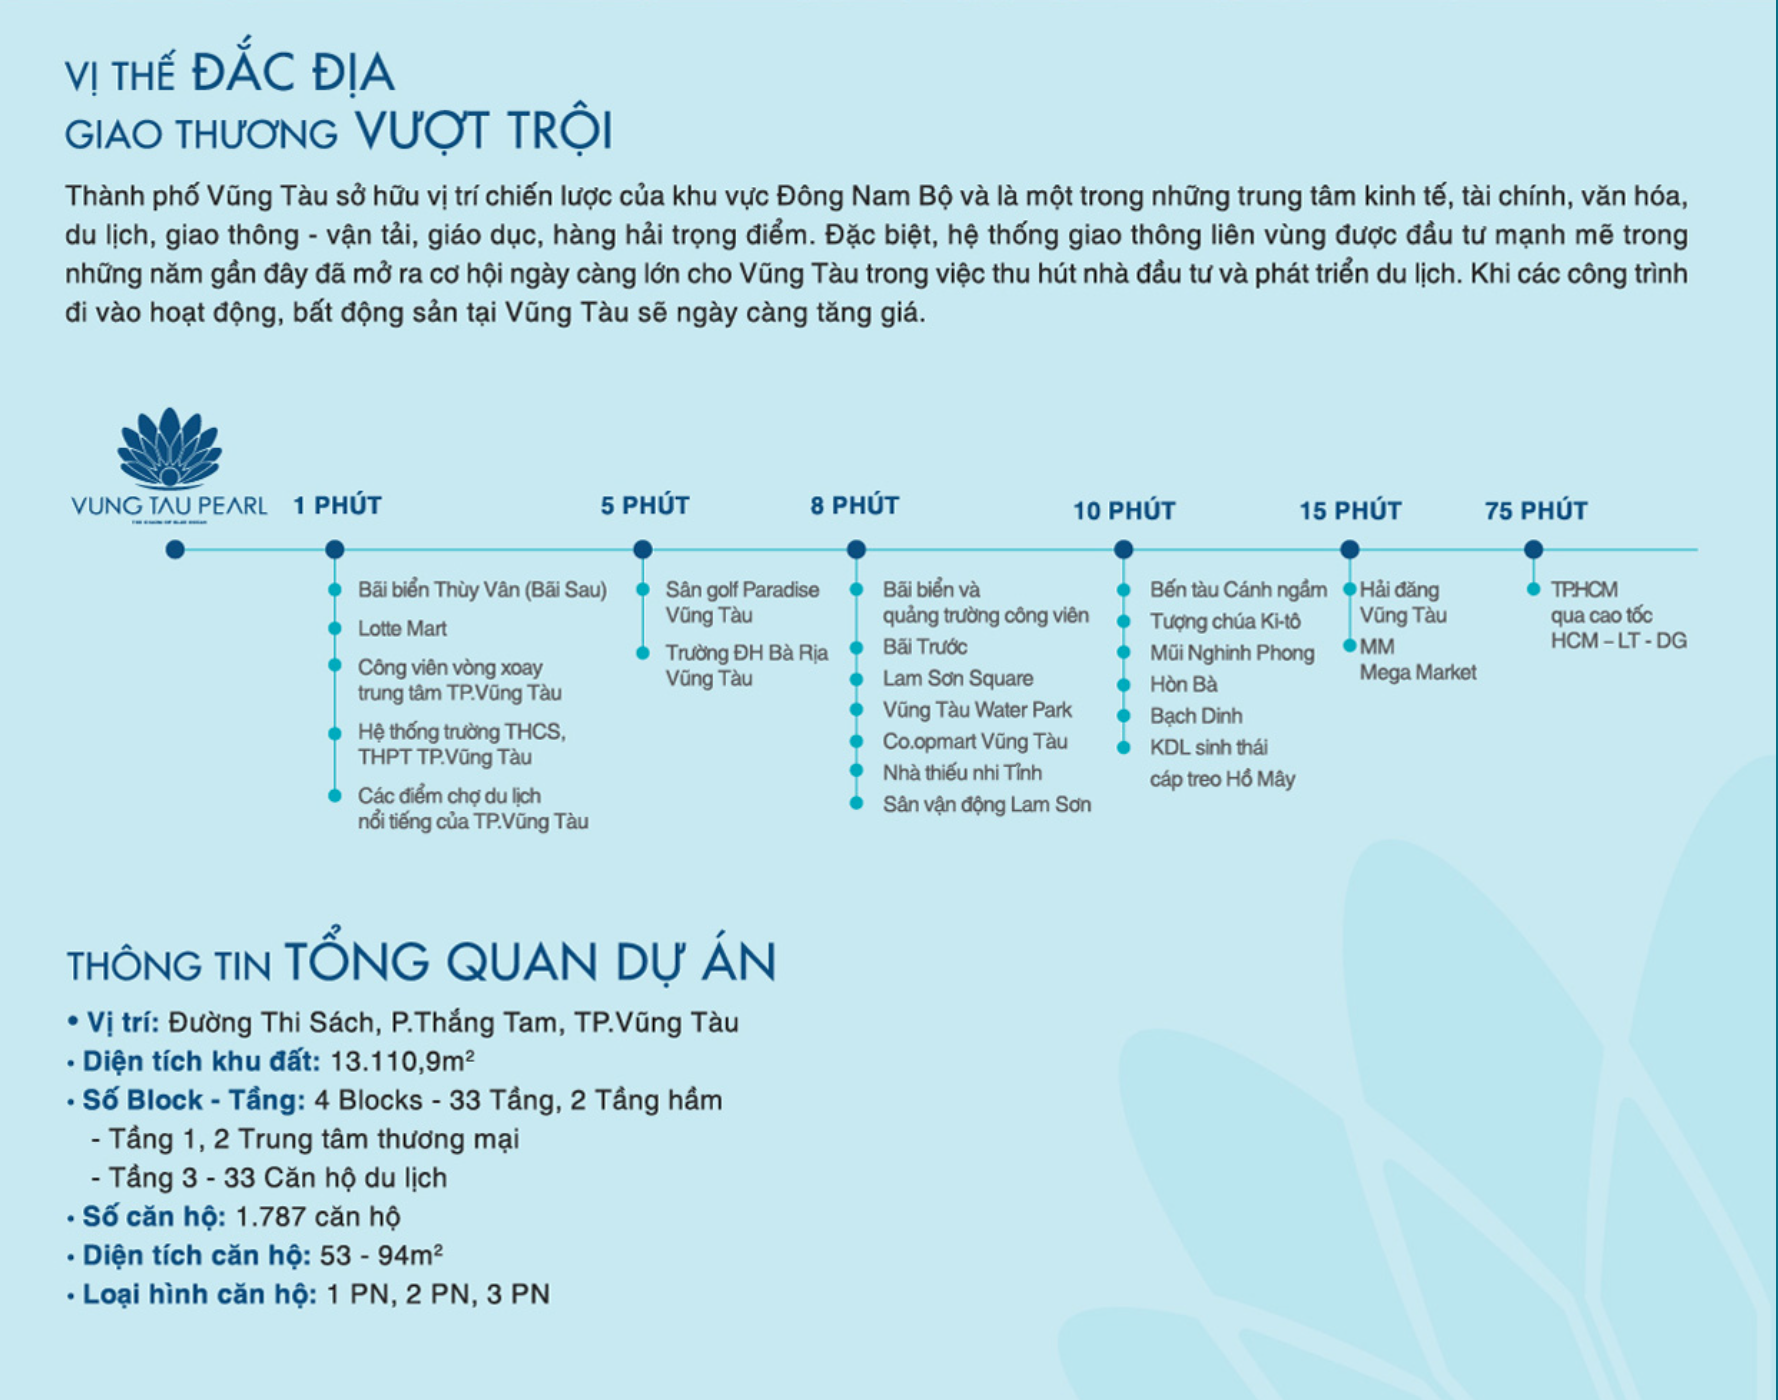 VỊ THẾ ĐẮC ĐỊA
GIAO THƯƠNG VƯỢT TRỘI
Thành phố Vũng Tàu sở hữu vị trí chiến lược của khu vực Đông Nam Bộ và là một trong những trung tâm kinh tế, tài chính, văn hóa,
du lịch, giao thông - vận tải, giáo dục, hàng hải trọng điểm. Đặc biệt, hệ thống giao thông liên vùng được đầu tư mạnh mẽ trong
những năm gần đây đã mở ra cơ hội ngày càng lớn cho Vũng Tàu trong việc thu hút nhà đầu tư và phát triển du lịch. Khi các công trình
đi vào hoạt động, bất động sản tại Vũng Tàu sẽ ngày càng tăng giá.
VUNG TAU PEARL
1 PHÚT
Bãi biển Thùy Vân (Bãi Sau)
Lotte Mart
Công viên vòng xoay
trung tâm TP.Vũng Tàu
Hệ thống trường THCS,
THPT TP.Vũng Tàu
Các điểm chợ du lịch
nổi tiếng của TP.Vũng Tàu
5 PHÚT
Sân golf Paradise
Vũng Tàu
Trường ĐH Bà Rịa
Vũng Tàu
8 PHÚT
Bãi biển và
quảng trường công viên
Bãi Trước
Lam Sơn Square
Vũng Tàu Water Park
Co.opmart Vũng Tàu
Nhà thiếu nhi Tỉnh
Sân vận động Lam Sơn
10 PHÚT
Bến tàu Cánh ngầm
Tượng chúa Ki-tô
Mũi Nghinh Phong
Hòn Bà
Bạch Dinh
KDL sinh thái
cáp treo Hồ Mây
15 PHÚT
Hải đăng
Vũng Tàu
MM
Mega Market
75 PHÚT
TP.HCM
qua cao tốc
HCM – LT - DG
THÔNG TIN TỔNG QUAN DỰ ÁN
• Vị trí: Đường Thi Sách, P.Thắng Tam, TP.Vũng Tàu
• Diện tích khu đất: 13.110,9m²
• Số Block - Tầng: 4 Blocks - 33 Tầng, 2 Tầng hầm
- Tầng 1, 2 Trung tâm thương mại
- Tầng 3 - 33 Căn hộ du lịch
• Số căn hộ: 1.787 căn hộ
• Diện tích căn hộ: 53 - 94m²
• Loại hình căn hộ: 1 PN, 2 PN, 3 PN